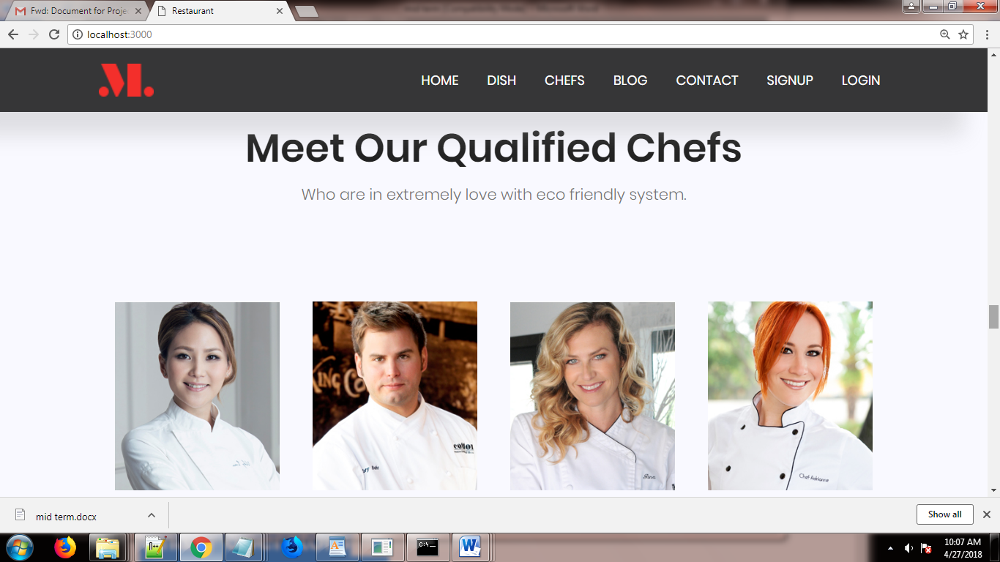 Fwd: Document for Proje
Restaurant
localhost:3000
M.
HOME DISH CHEFS BLOG CONTACT SIGNUP LOGIN
Meet Our Qualified Chefs
Who are in extremely love with eco friendly system.
Chef Adrianne
mid term.docx
Show all
10:07 AM
4/27/2018